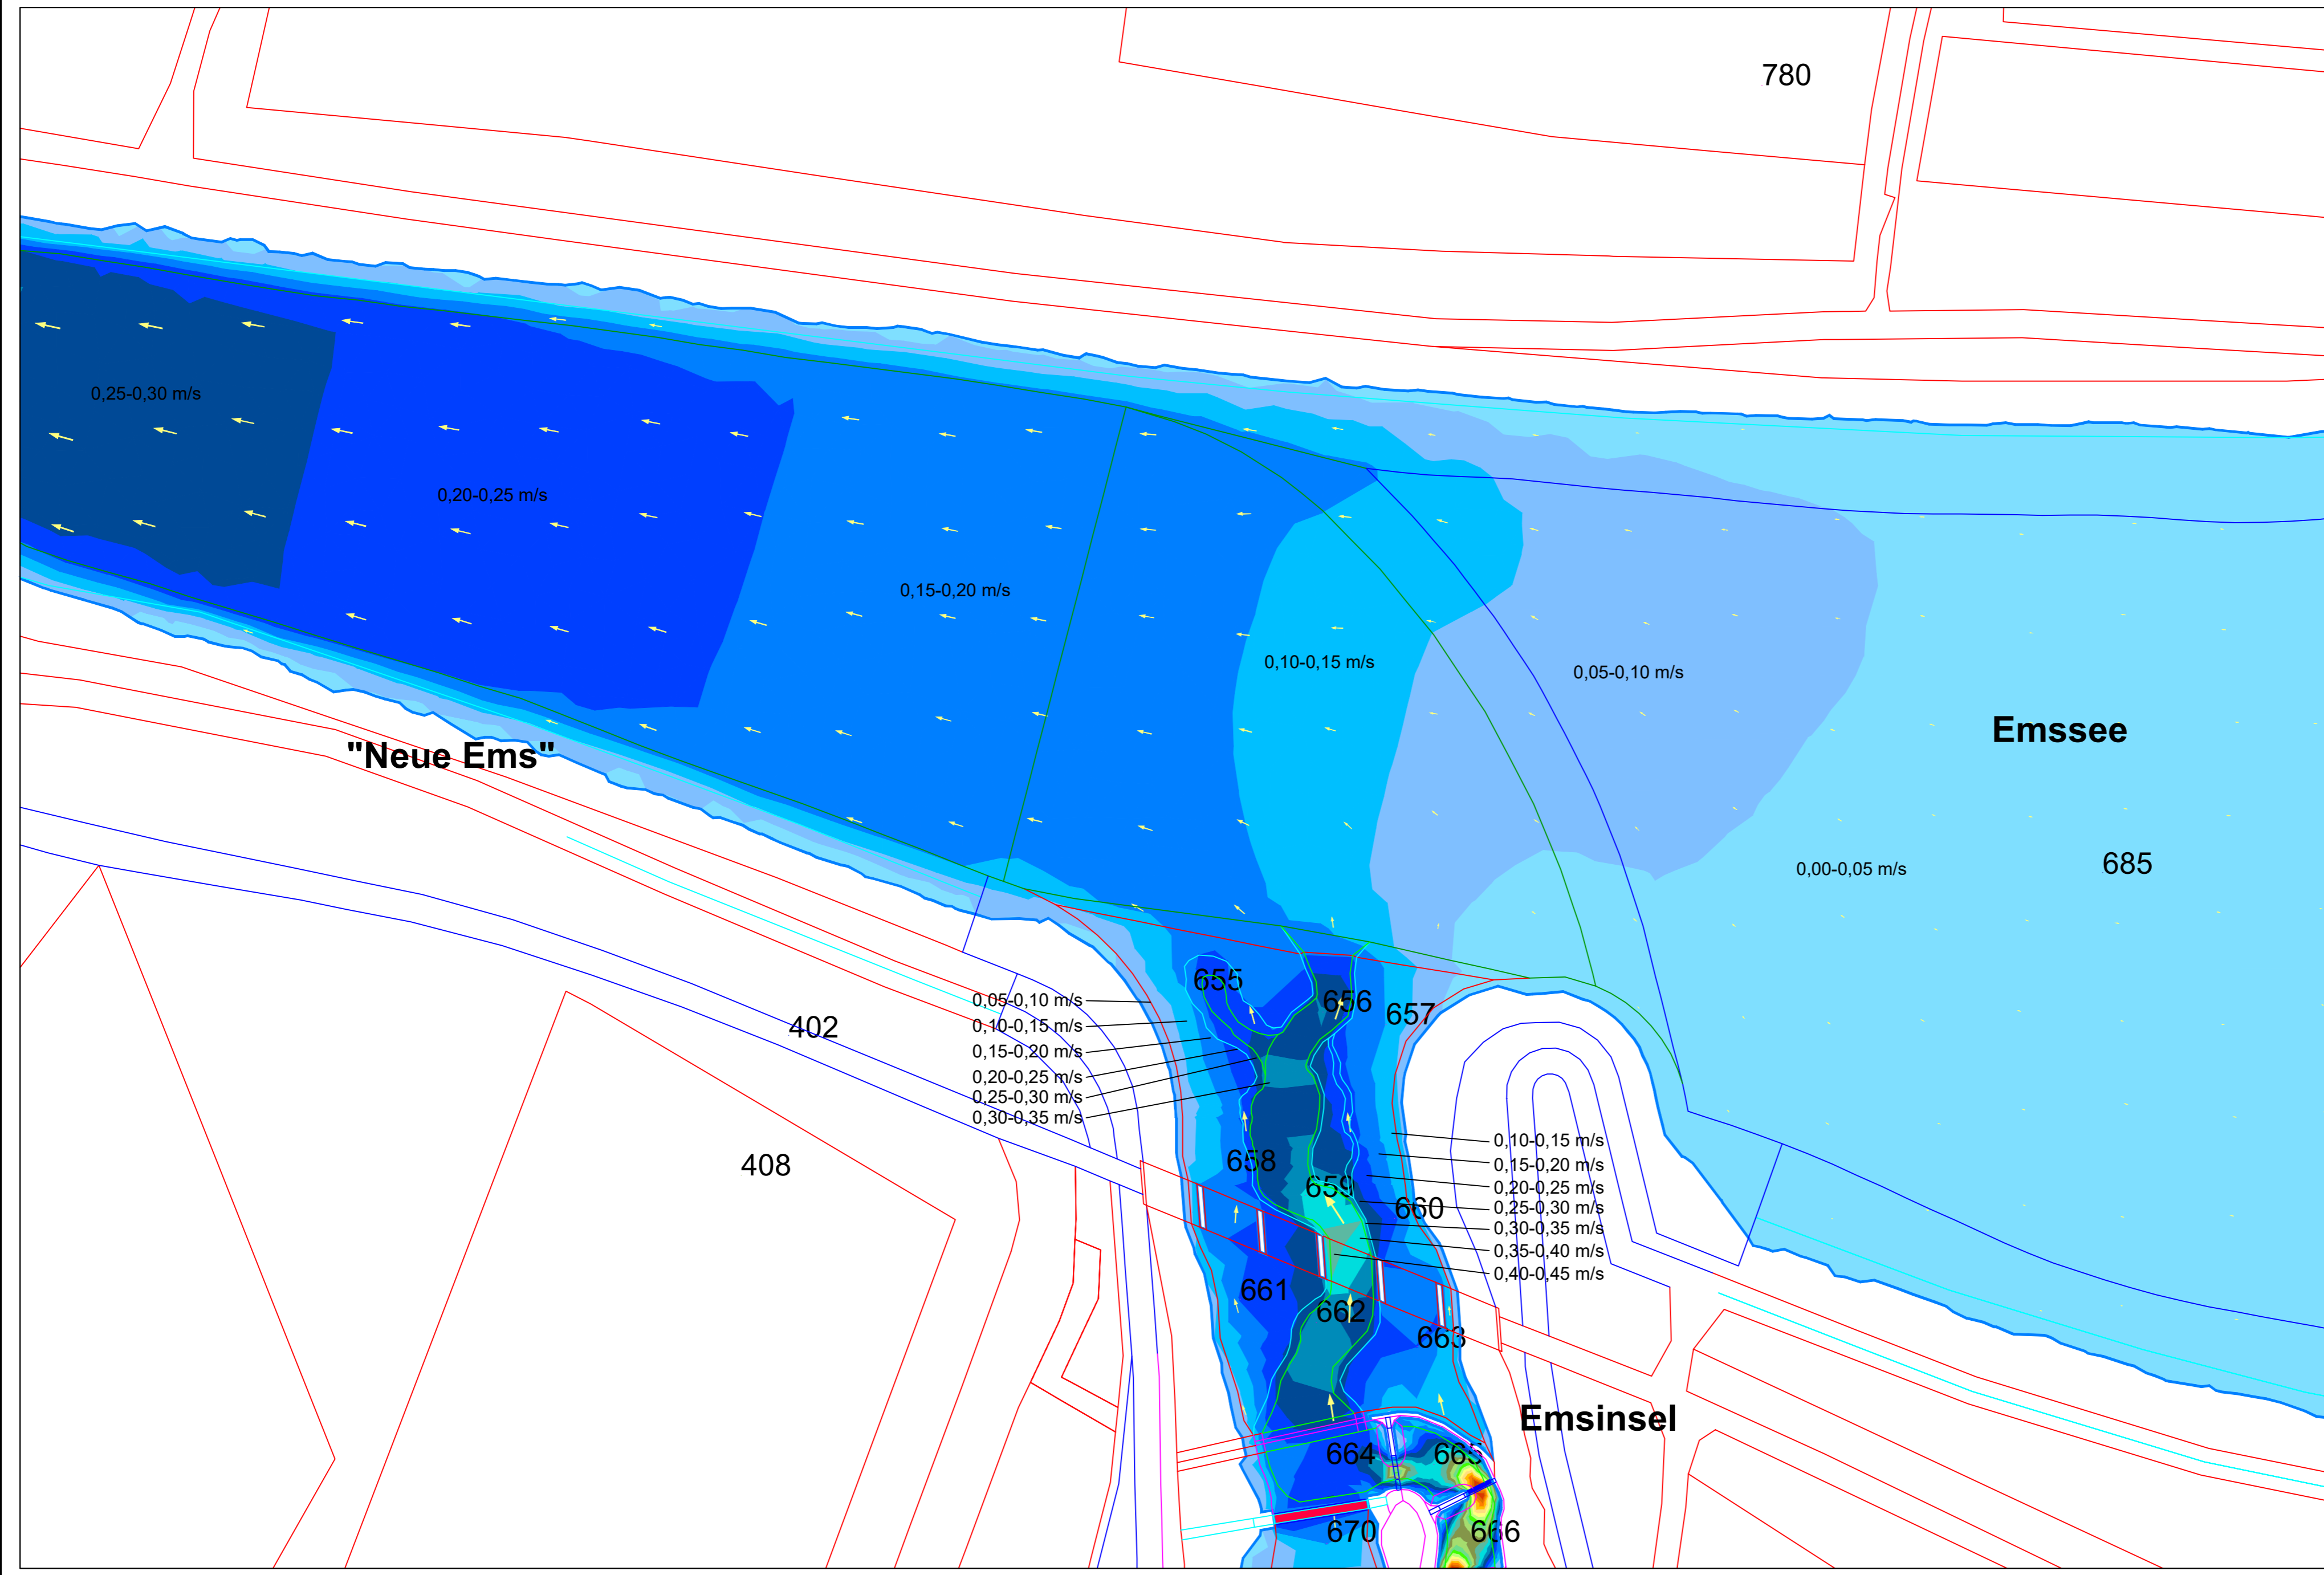 780
0,25-0,30 m/s
0,20-0,25 m/s
0,15-0,20 m/s
0,10-0,15 m/s
0,05-0,10 m/s
Emssee
"Neue Ems"
0,00-0,05 m/s
685
655
656
657
0,05-0,10 m/s
0,10-0,15 m/s
0,15-0,20 m/s
0,20-0,25 m/s
0,25-0,30 m/s
0,30-0,35 m/s
402
408
658
659
660
0,10-0,15 m/s
0,15-0,20 m/s
0,20-0,25 m/s
0,25-0,30 m/s
0,30-0,35 m/s
0,35-0,40 m/s
0,40-0,45 m/s
661
662
663
Emsinsel
664
665
670
666